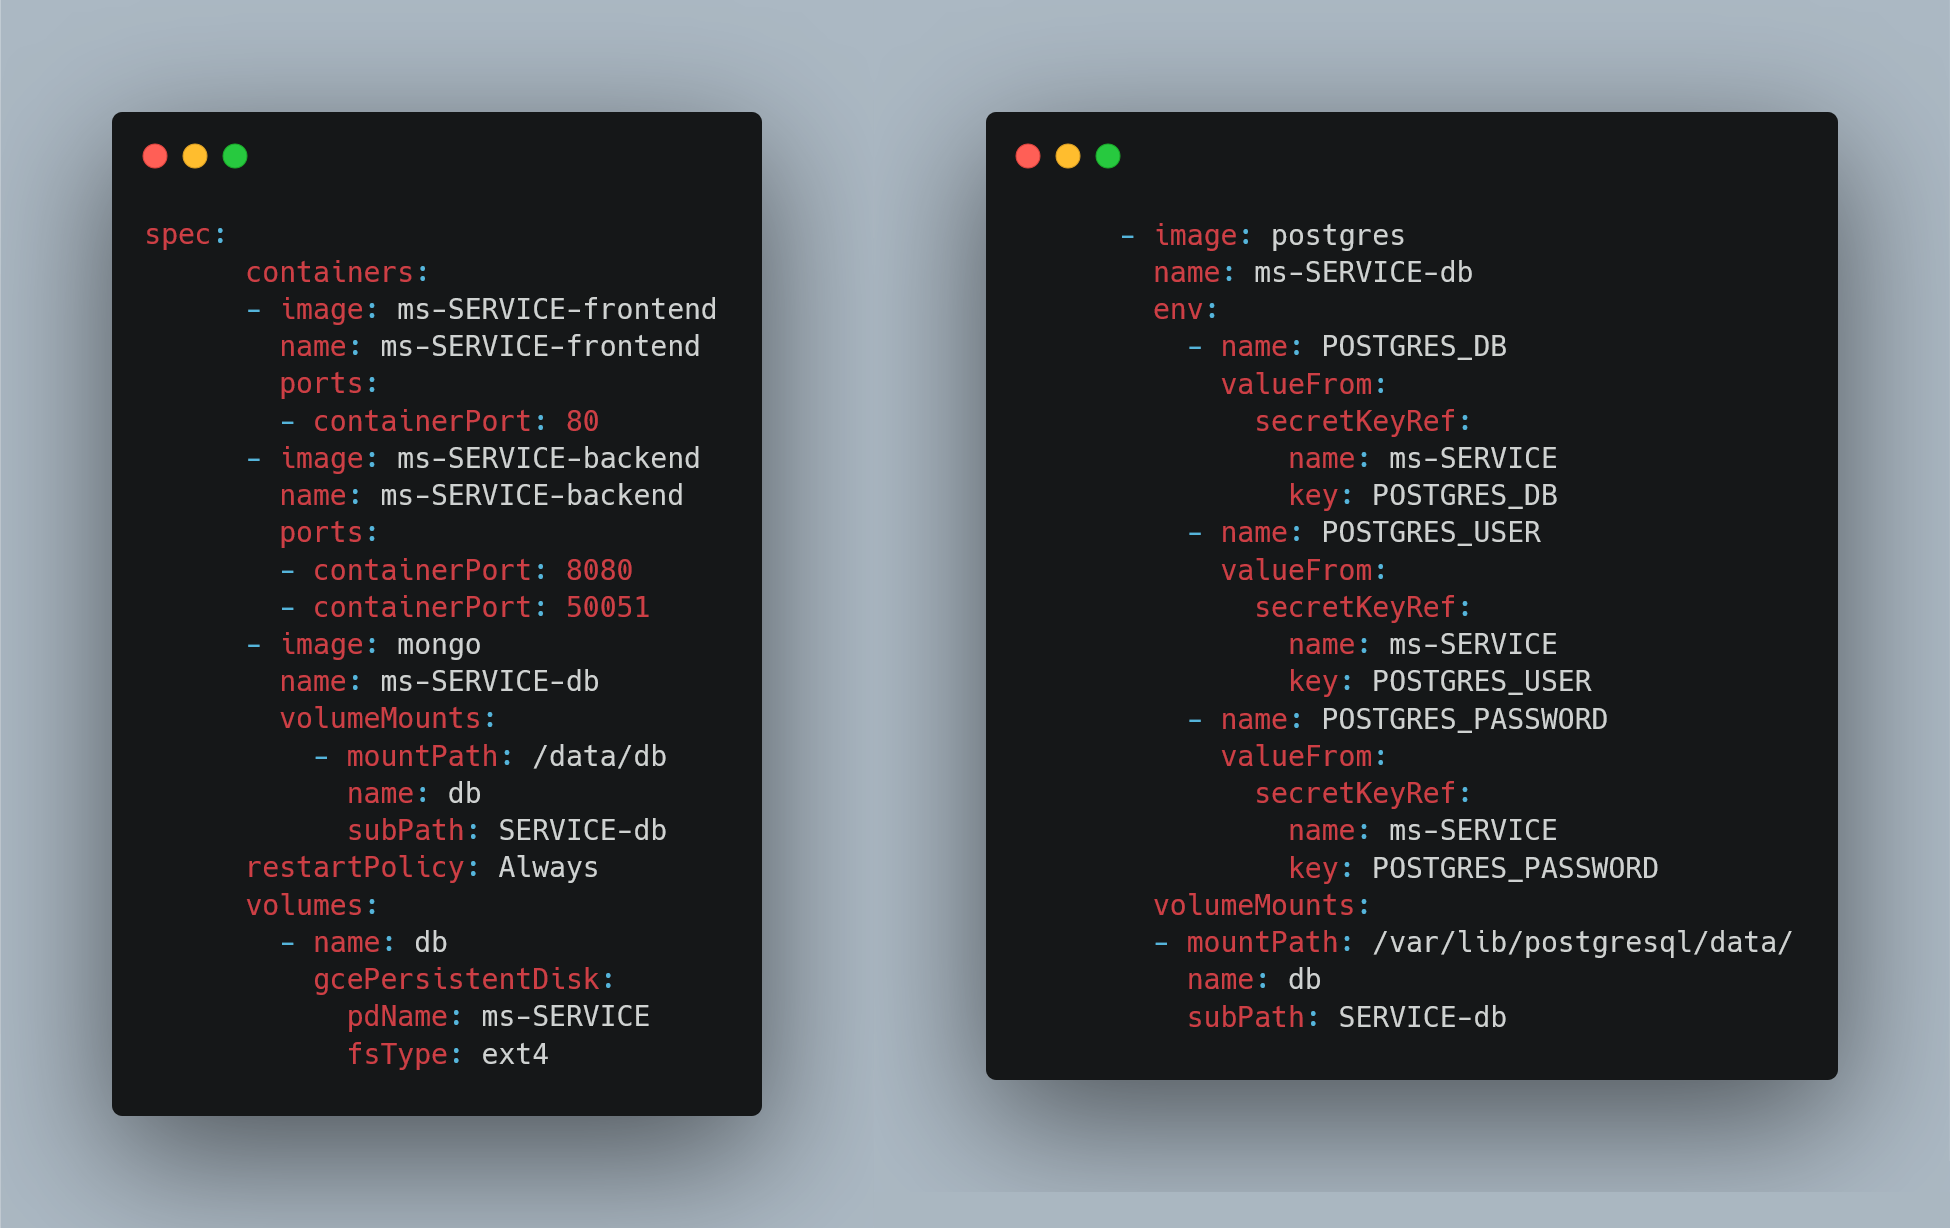 spec:
      containers:
      - image: ms-SERVICE-frontend
        name: ms-SERVICE-frontend
        ports:
        - containerPort: 80
      - image: ms-SERVICE-backend
        name: ms-SERVICE-backend
        ports:
        - containerPort: 8080
        - containerPort: 50051
      - image: mongo
        name: ms-SERVICE-db
        volumeMounts:
          - mountPath: /data/db
            name: db
            subPath: SERVICE-db
      restartPolicy: Always
      volumes:
        - name: db
          gcePersistentDisk:
            pdName: ms-SERVICE
            fsType: ext4
      - image: postgres
        name: ms-SERVICE-db
        env:
          - name: POSTGRES_DB
            valueFrom:
              secretKeyRef:
                name: ms-SERVICE
                key: POSTGRES_DB
          - name: POSTGRES_USER
            valueFrom:
              secretKeyRef:
                name: ms-SERVICE
                key: POSTGRES_USER
          - name: POSTGRES_PASSWORD
            valueFrom:
              secretKeyRef:
                name: ms-SERVICE
                key: POSTGRES_PASSWORD
        volumeMounts:
        - mountPath: /var/lib/postgresql/data/
          name: db
          subPath: SERVICE-db